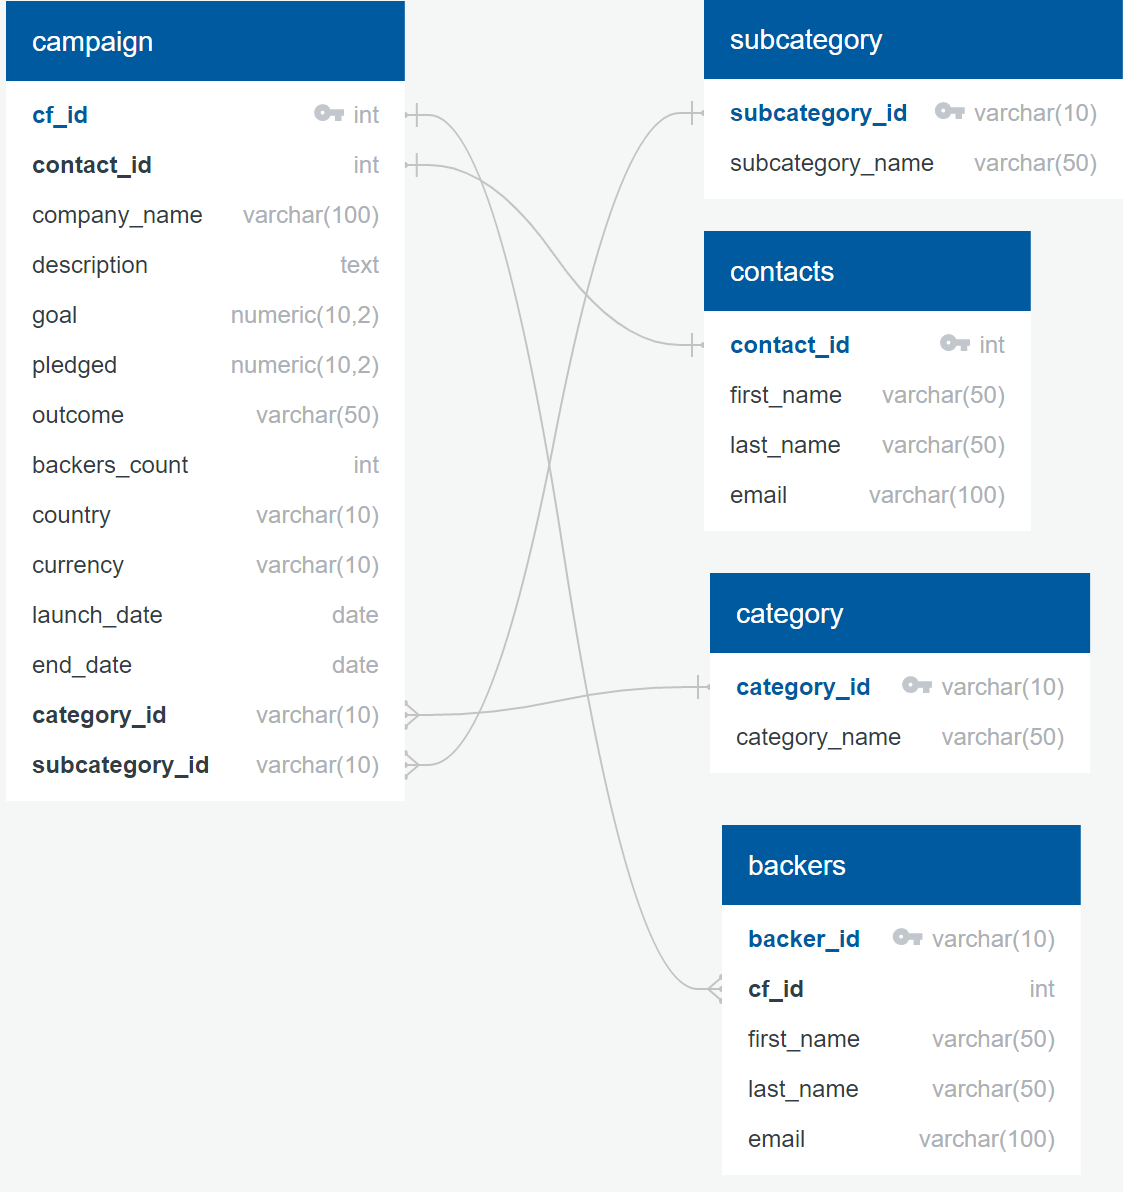 campaign
cf_id int
contact_id int
company_name varchar(100)
description text
goal numeric(10,2)
pledged numeric(10,2)
outcome varchar(50)
backers_count int
country varchar(10)
currency varchar(10)
launch_date date
end_date date
category_id varchar(10)
subcategory_id varchar(10)
subcategory
subcategory_id varchar(10)
subcategory_name varchar(50)
contacts
contact_id int
first_name varchar(50)
last_name varchar(50)
email varchar(100)
category
category_id varchar(10)
category_name varchar(50)
backers
backer_id varchar(10)
cf_id int
first_name varchar(50)
last_name varchar(50)
email varchar(100)